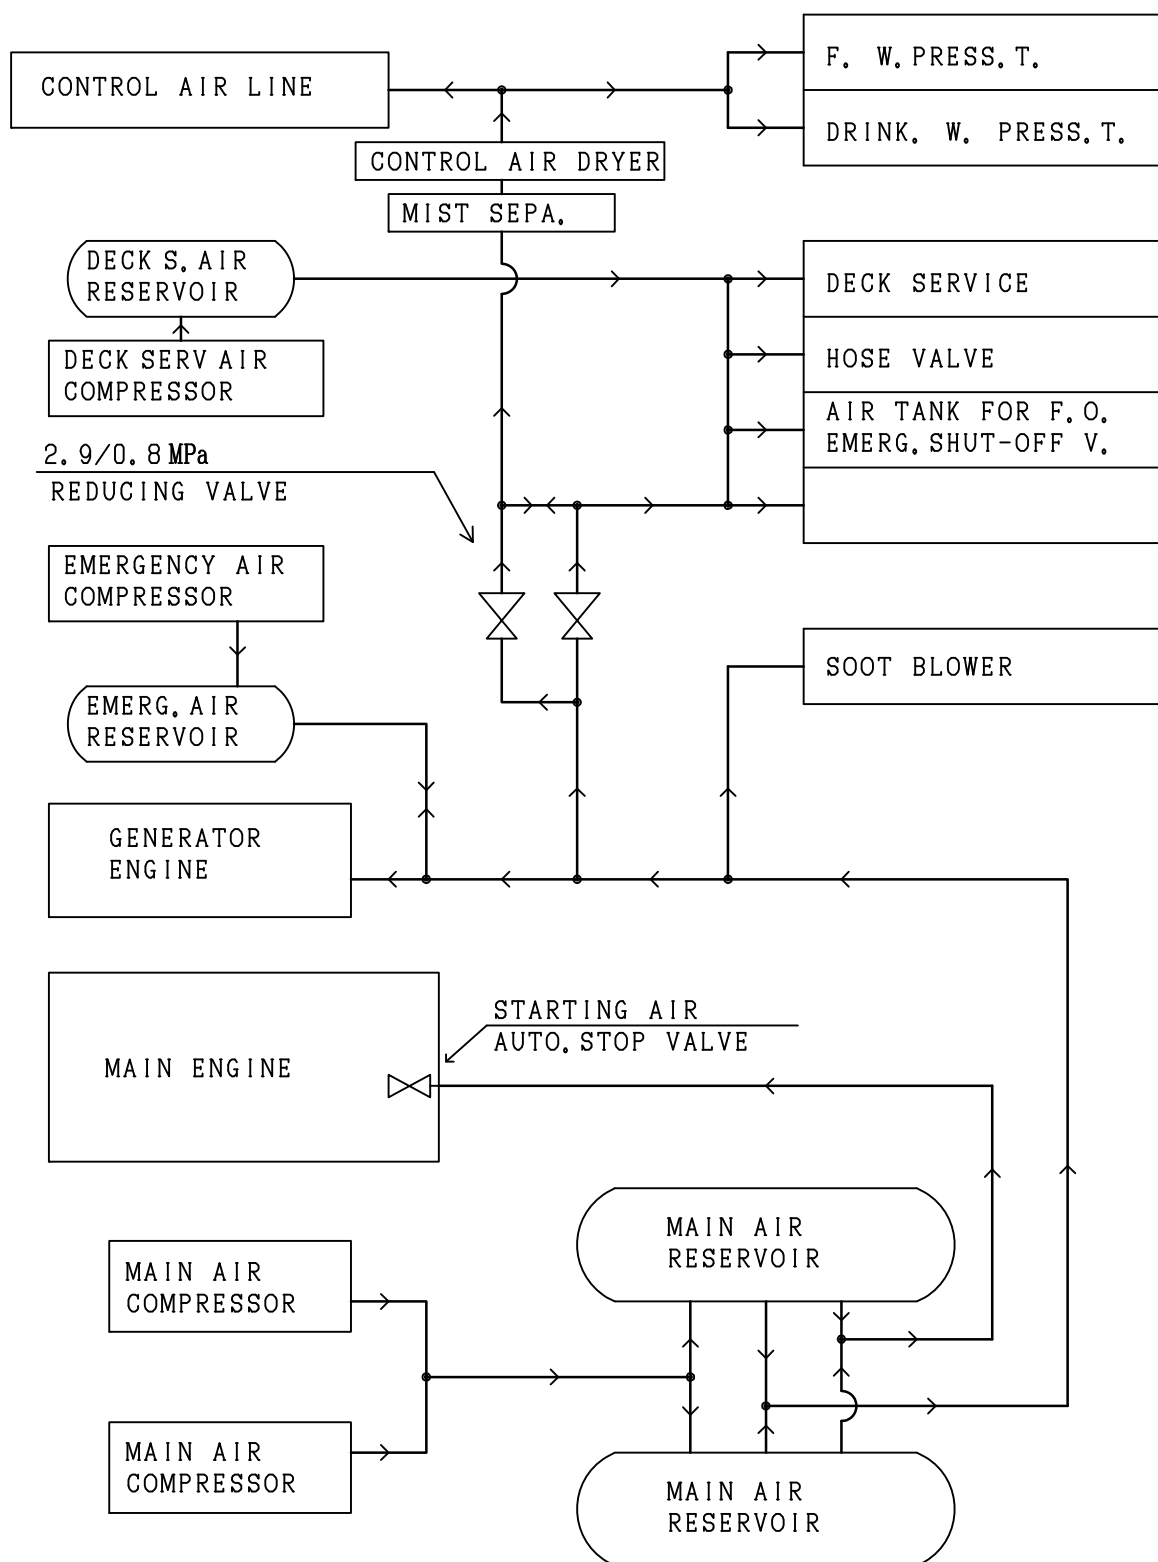 CONTROL AIR LINE
F. W. PRESS. T.
DRINK. W. PRESS. T.
CONTROL AIR DRYER
MIST SEPA.
DECK S. AIR
RESERVOIR
DECK SERVICE
DECK SERV AIR
COMPRESSOR
HOSE VALVE
AIR TANK FOR F.O.
EMERG. SHUT-OFF V.
2.9/0.8 MPa
REDUCING VALVE
EMERGENCY AIR
COMPRESSOR
SOOT BLOWER
EMERG. AIR
RESERVOIR
GENERATOR
ENGINE
STARTING AIR
AUTO. STOP VALVE
MAIN ENGINE
MAIN AIR
RESERVOIR
MAIN AIR
COMPRESSOR
MAIN AIR
COMPRESSOR
MAIN AIR
RESERVOIR